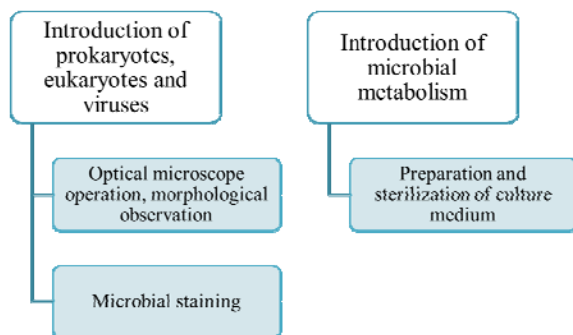 Introduction of
prokaryotes,
eukaryotes and
viruses
Optical microscope
operation, morphological
observation
Microbial staining
Introduction of
microbial
metabolism
Preparation and
sterilization of culture
medium